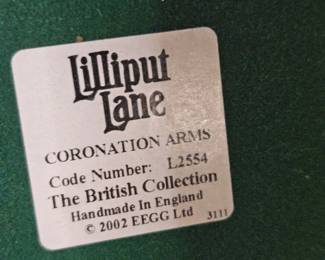 Lilliput
Lane
CORONATION ARMS
Code Number: L2554
The British Collection
Handmade In England
© 2002 EEGG Ltd 3111